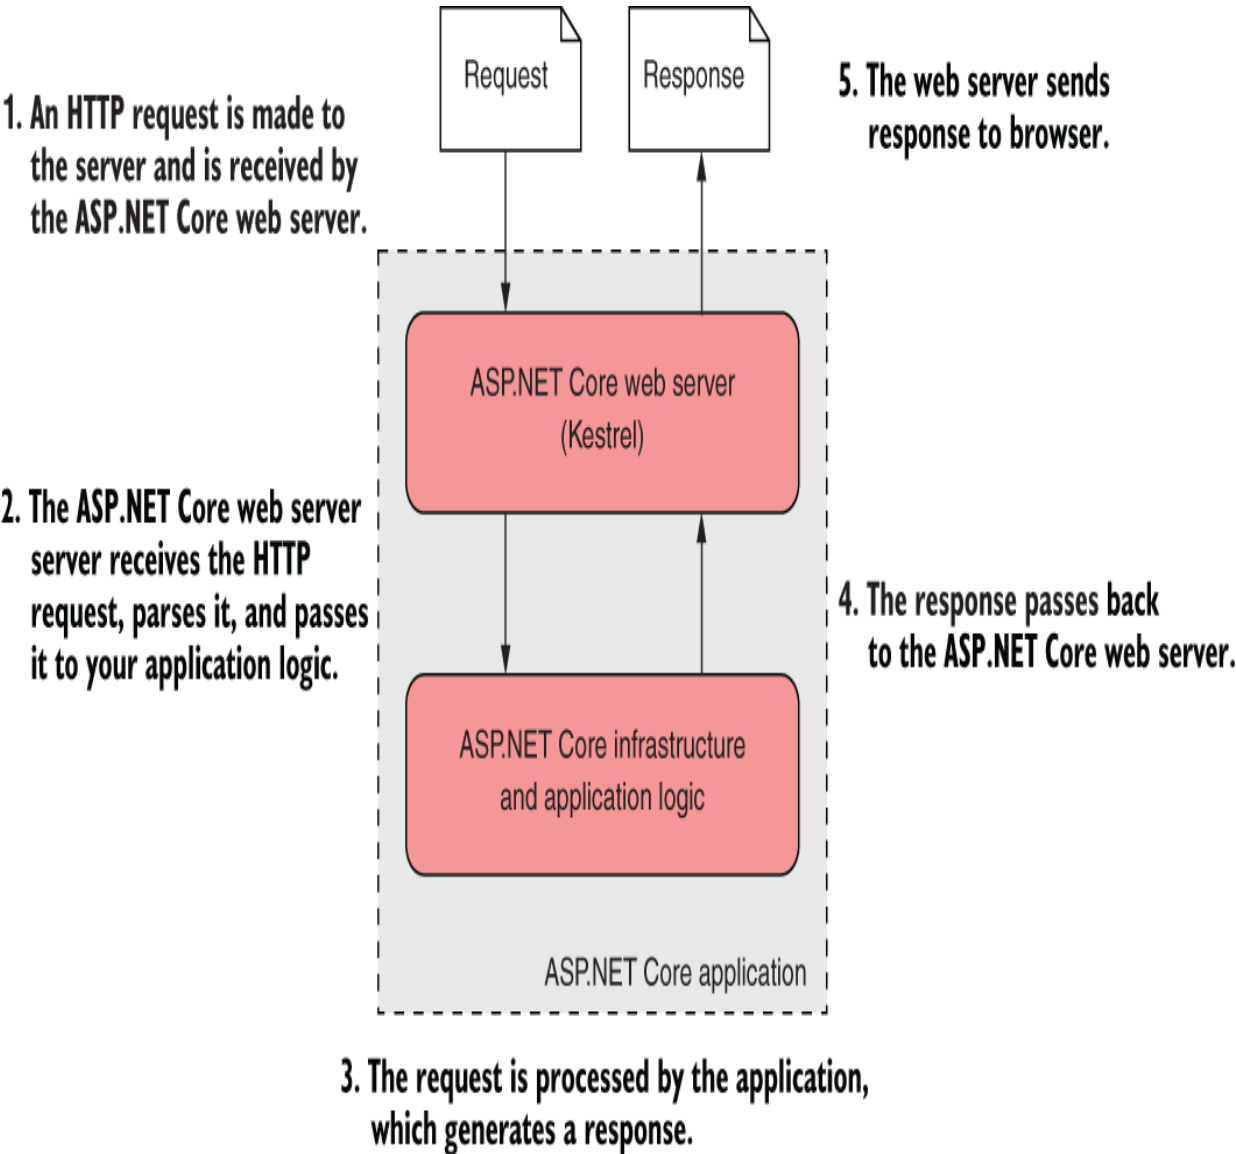 Request
Response
1. An HTTP request is made to
the server and is received by
the ASP.NET Core web server.
5. The web server sends
response to browser.
ASP.NET Core web server
(Kestrel)
2. The ASP.NET Core web server
server receives the HTTP
request, parses it, and passes
it to your application logic.
4. The response passes back
to the ASP.NET Core web server.
ASP.NET Core infrastructure
and application logic
ASP.NET Core application
3. The request is processed by the application,
which generates a response.